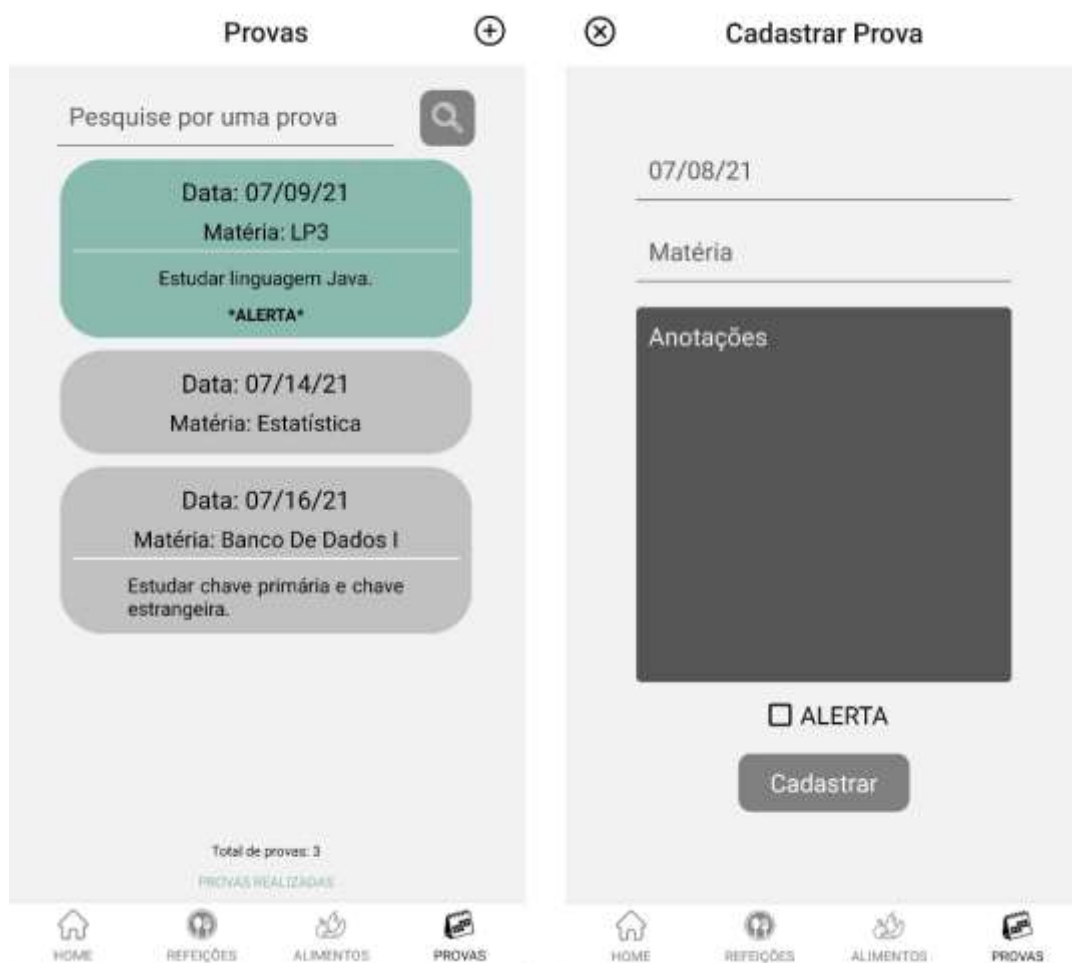 Provas
Pesquise por uma prova
Data: 07/09/21
Matéria: LP3
Estudar linguagem Java.
*ALERTA*
Data: 07/14/21
Matéria: Estatística
Data: 07/16/21
Matéria: Banco De Dados I
Estudar chave primária e chave
estrangeira.
Total de provas: 3
PROVAS REALIZADAS
HOME REFEIÇÕES ALIMENTOS PROVAS
Cadastrar Prova
07/08/21
Matéria
Anotações
ALERTA
Cadastrar
HOME REFEIÇÕES ALIMENTOS PROVAS